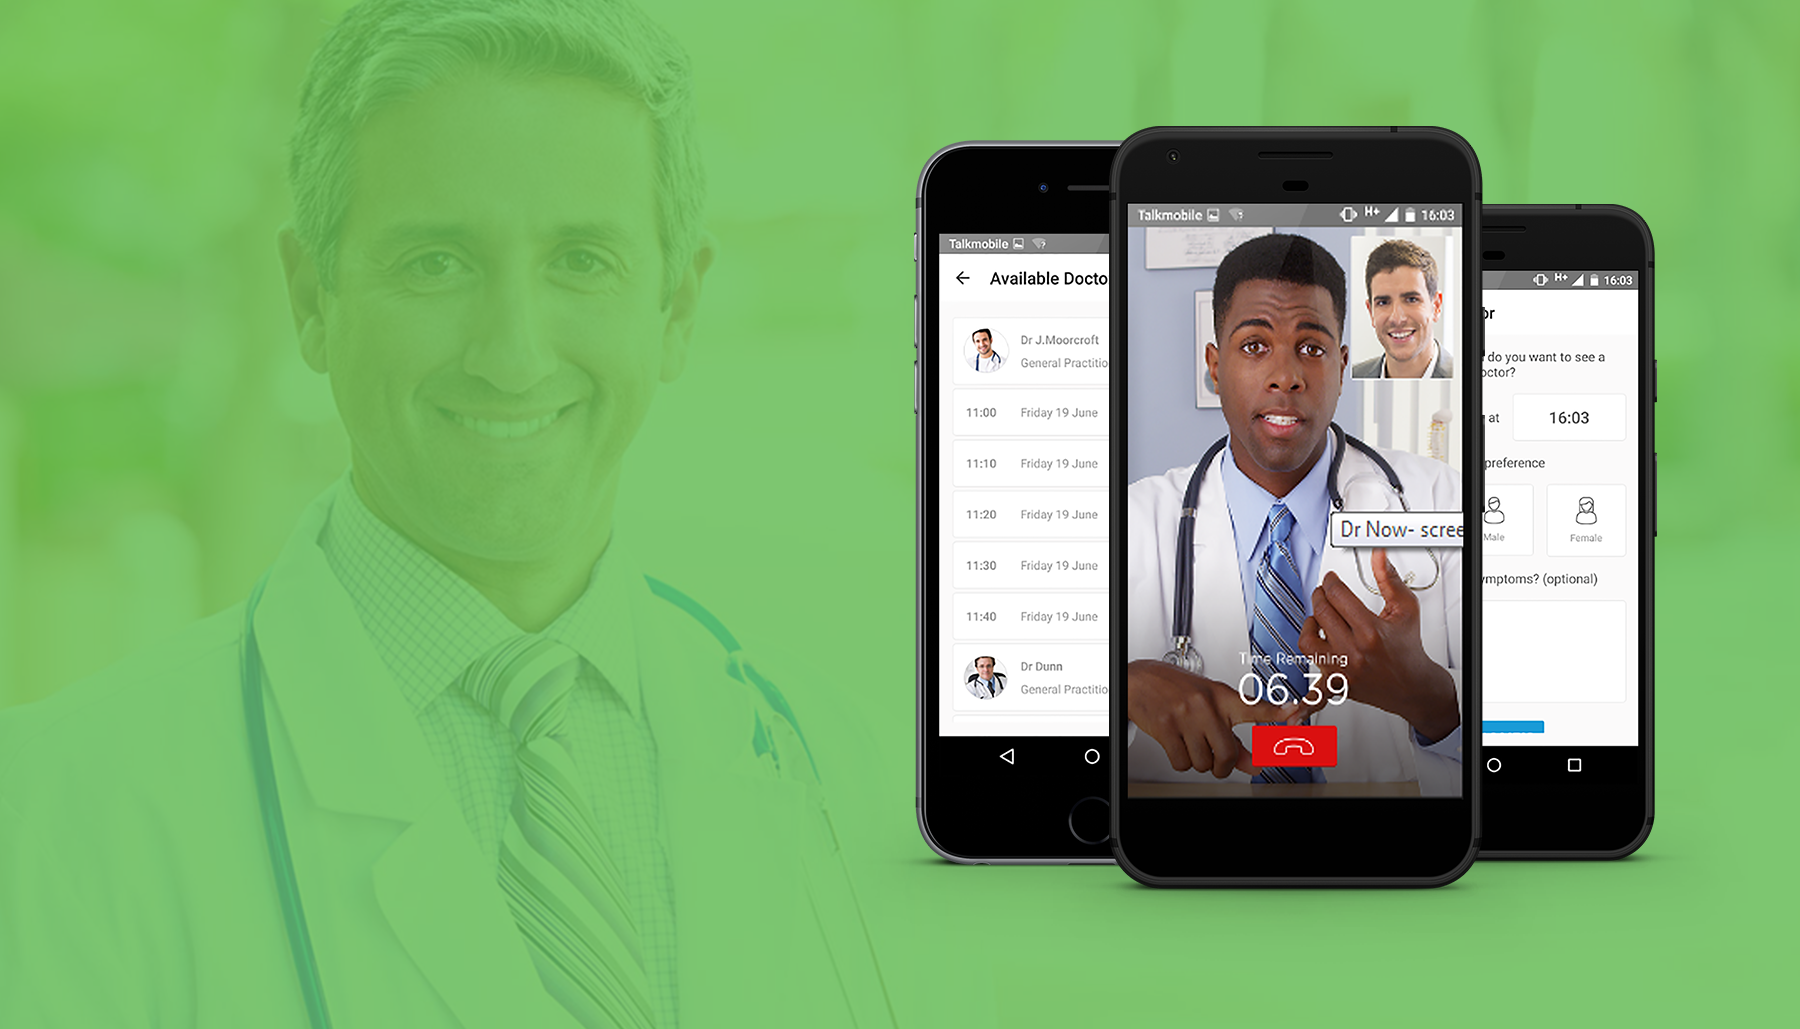 Talkmobile
Available Docto
Dr J.Moorcroft
General Practitio
11:00 Friday 19 June
11:10 Friday 19 June
11:20 Friday 19 June
11:30 Friday 19 June
11:40 Friday 19 June
Dr Dunn
General Practitio
Talkmobile H+ 16:03
Dr Now- scree
Time Remaining
06.39
H+ 16:03
or
do you want to see a
octor?
at 16:03
preference
Male Female
ymptoms? (optional)